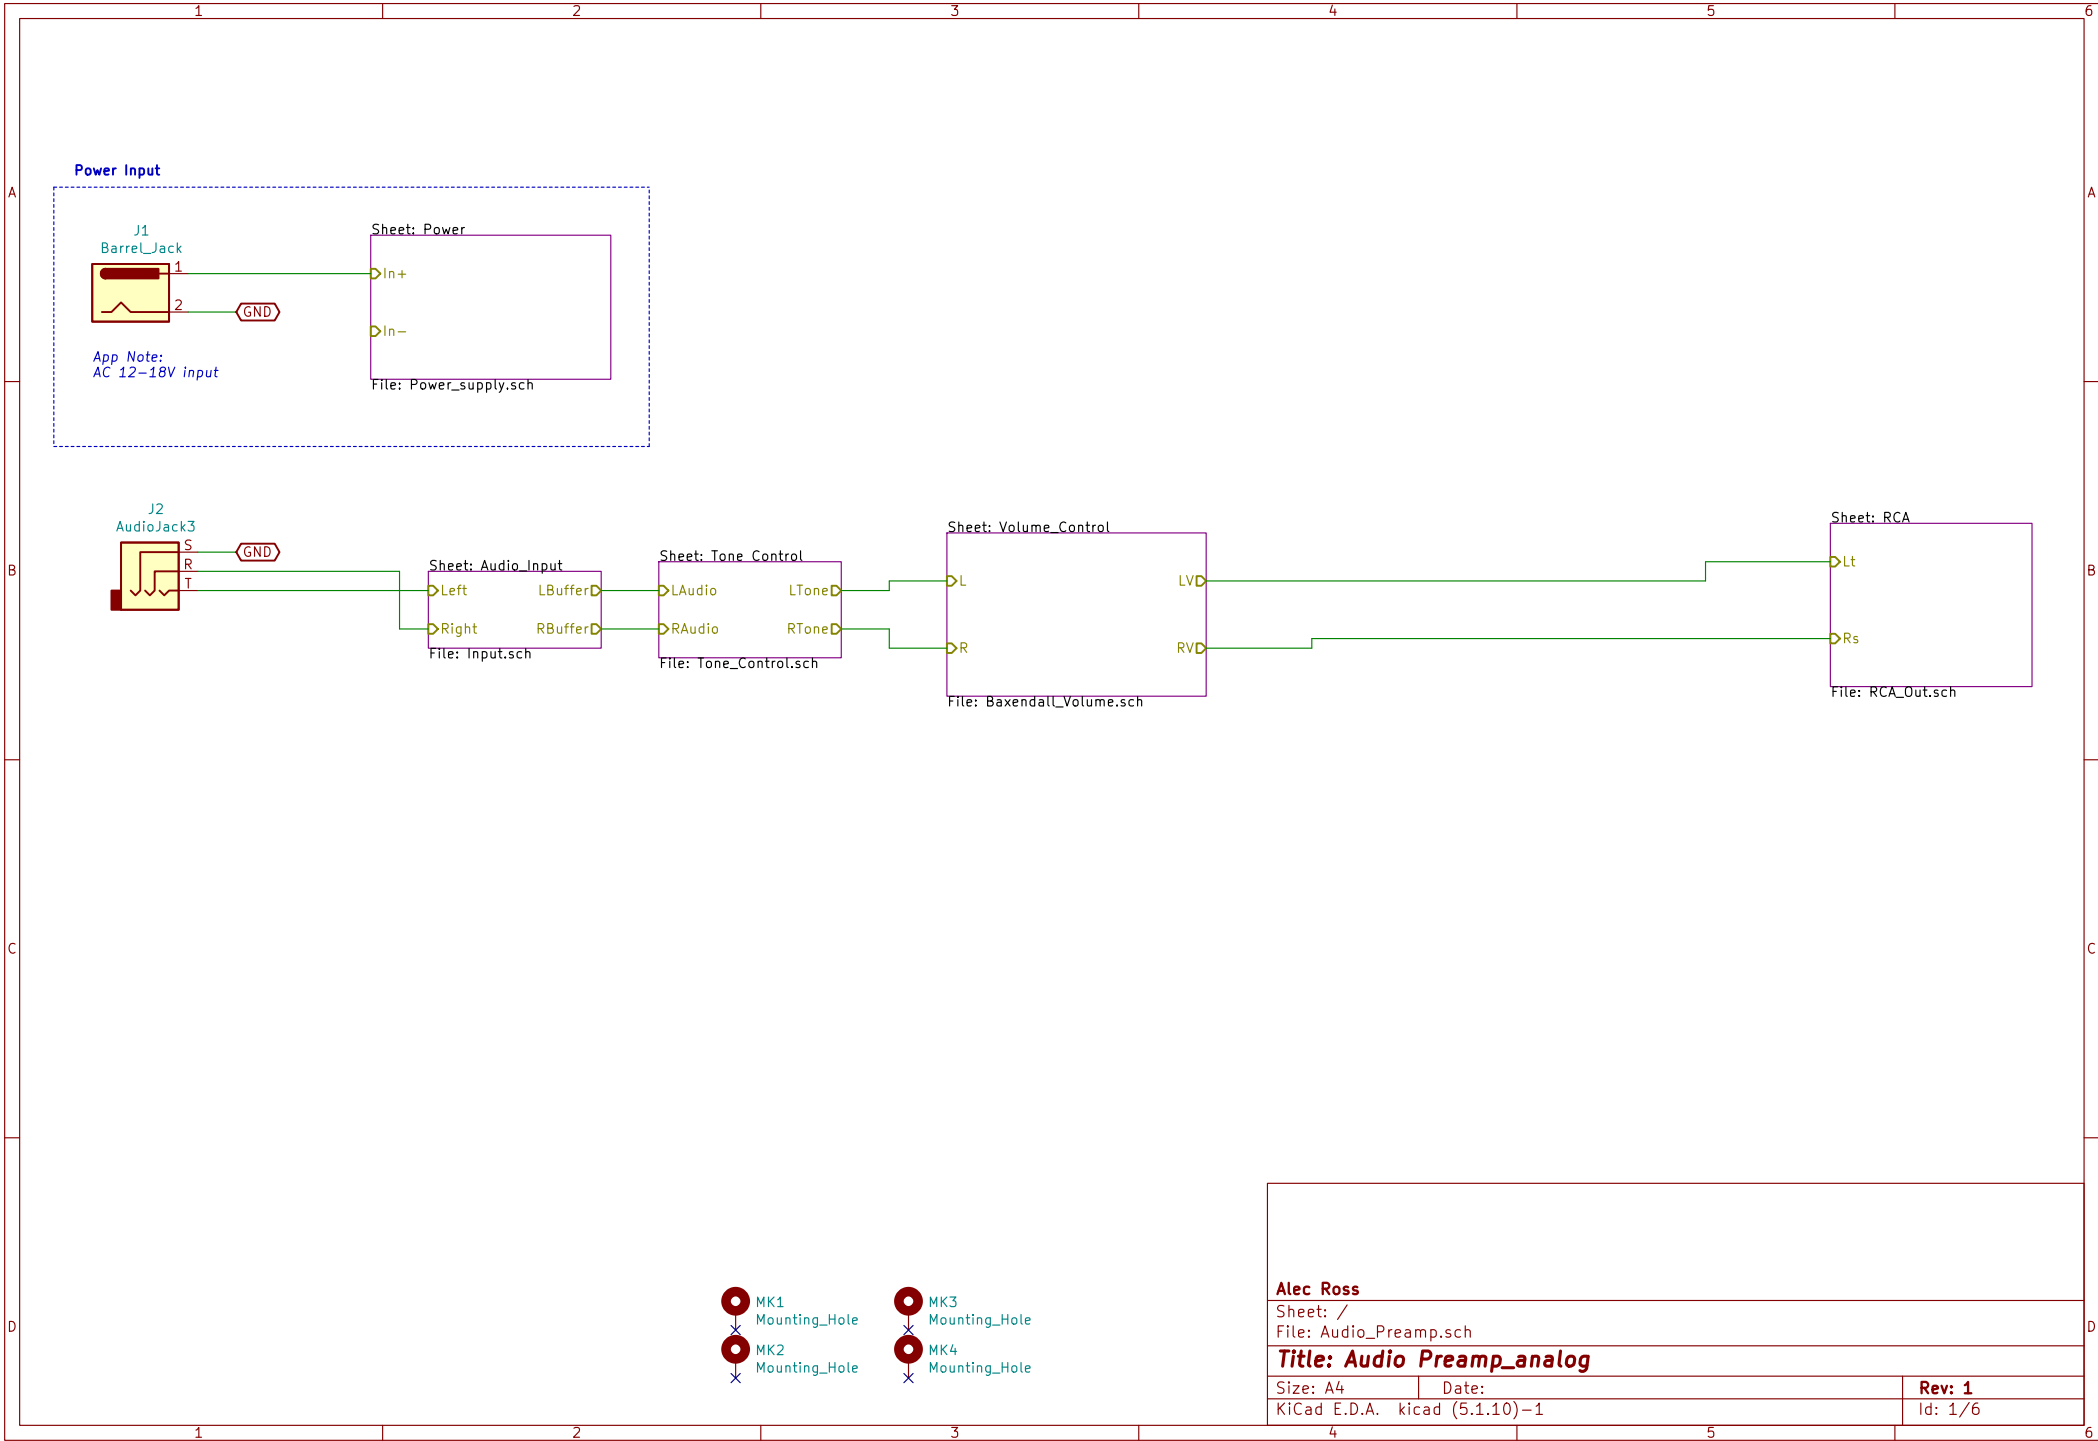 1 2 3 4 5 6
A A
B B
C C
D D
Power Input
J1
Barrel_Jack
1
2
GND
App Note:
AC 12-18V input
Sheet: Power
In+
In-
File: Power_supply.sch
J2
AudioJack3
S
R
T
GND
Sheet: Audio_Input
Left LBuffer
Right RBuffer
File: Input.sch
Sheet: Tone Control
LAudio LTone
RAudio RTone
File: Tone_Control.sch
Sheet: Volume_Control
L LV
R RV
File: Baxendall_Volume.sch
Sheet: RCA
Lt
Rs
File: RCA_Out.sch
MK1
Mounting_Hole
MK2
Mounting_Hole
MK3
Mounting_Hole
MK4
Mounting_Hole
Alec Ross
Sheet: /
File: Audio_Preamp.sch
Title: Audio Preamp_analog
Size: A4 Date: Rev: 1
KiCad E.D.A. kicad (5.1.10)-1 Id: 1/6
1 2 3 4 5 6